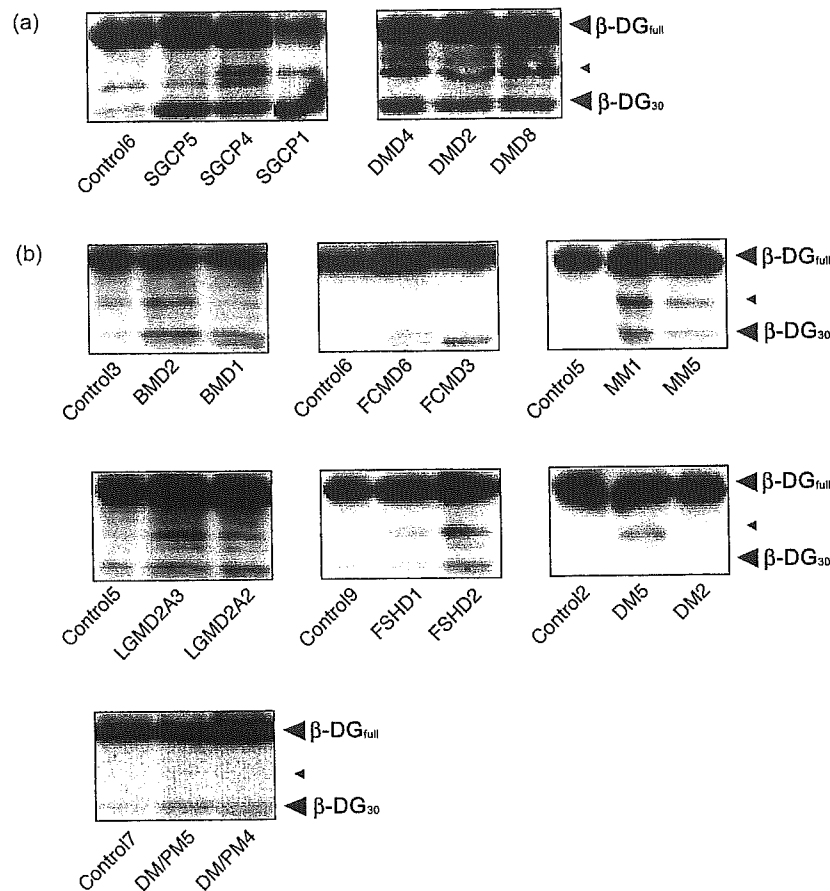 (a)
β-DGfull
β-DG30
Control6 SGCP5 SGCP4 SGCP1 DMD4 DMD2 DMD8
(b)
β-DGfull
β-DG30
Control3 BMD2 BMD1 Control6 FCMD6 FCMD3 Control5 MM1 MM5
β-DGfull
β-DG30
Control5 LGMD2A3 LGMD2A2 Control9 FSHD1 FSHD2 Control2 DM5 DM2
β-DGfull
β-DG30
Control7 DM/PM5 DM/PM4